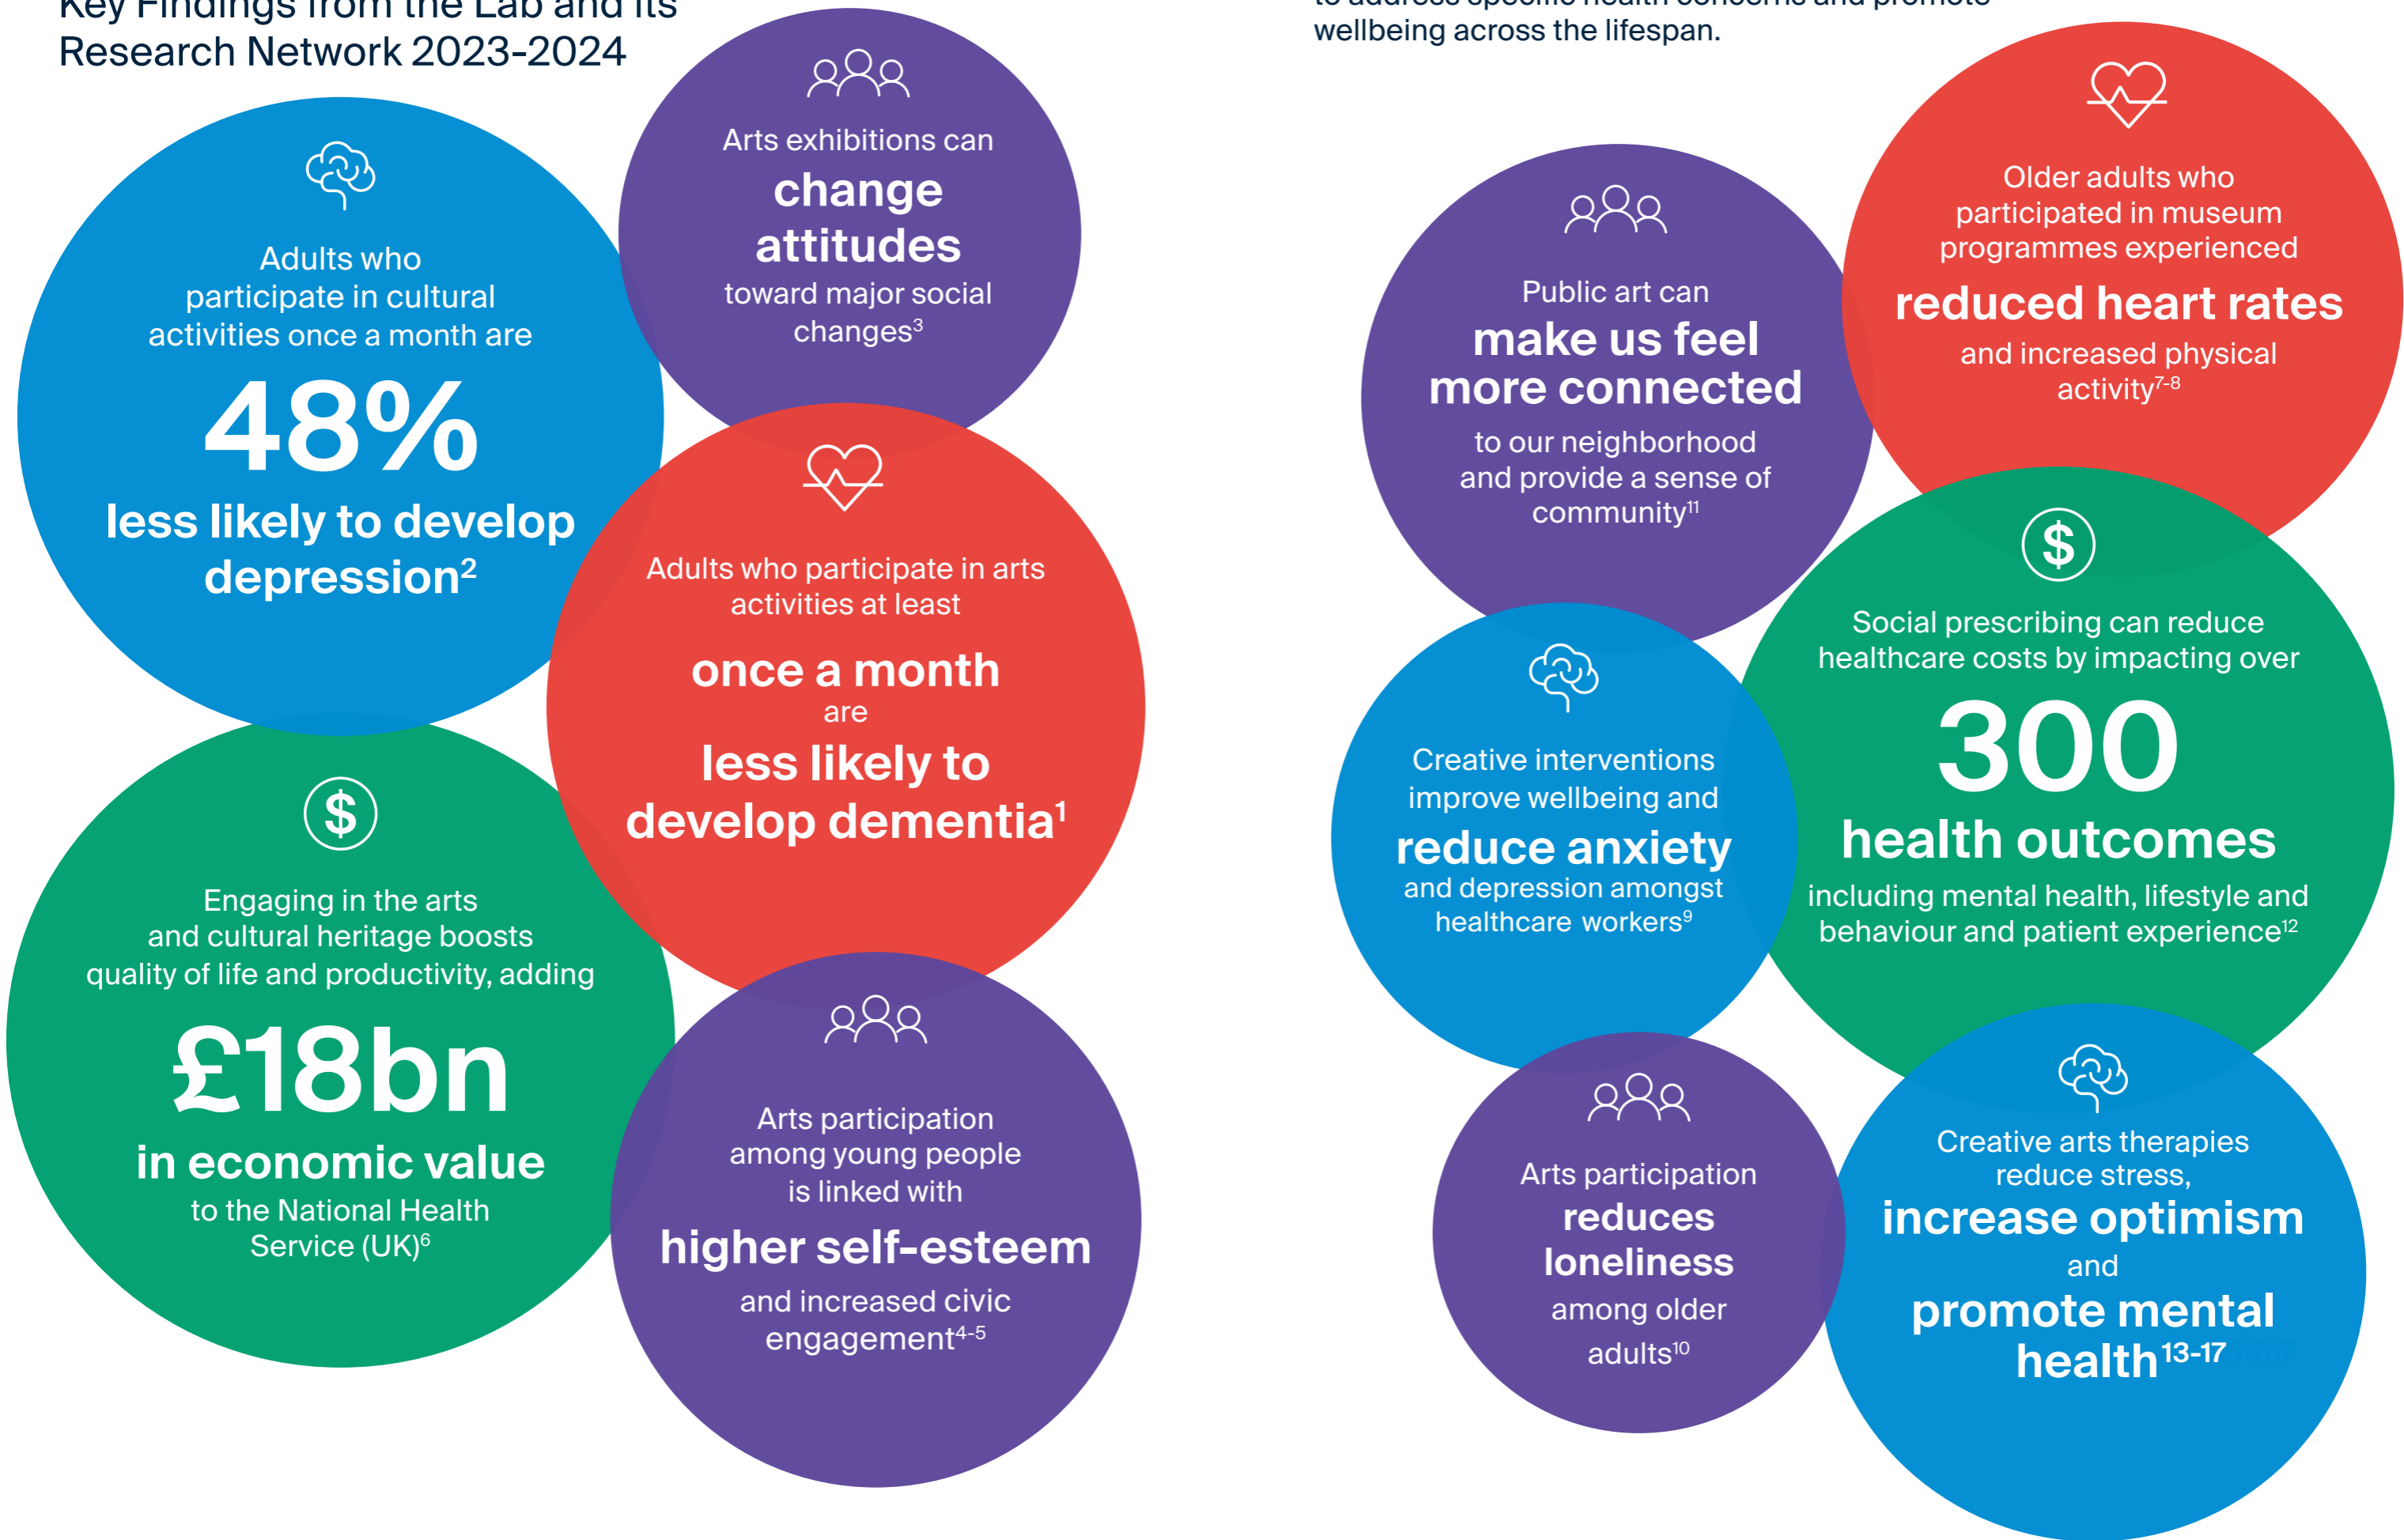 Key Findings from the Lab and its
Research Network 2023-2024
Adults who
participate in cultural
activities once a month are
48%
less likely to develop
depression2
Arts exhibitions can
change
attitudes
toward major social
changes3
Adults who participate in arts
activities at least
once a month
are
less likely to
develop dementia1
$
Engaging in the arts
and cultural heritage boosts
quality of life and productivity, adding
£18bn
in economic value
to the National Health
Service (UK)6
Arts participation
among young people
is linked with
higher self-esteem
and increased civic
engagement4-5
to address specific health concerns and promote
wellbeing across the lifespan.
Public art can
make us feel
more connected
to our neighborhood
and provide a sense of
community11
Older adults who
participated in museum
programmes experienced
reduced heart rates
and increased physical
activity7-8
Creative interventions
improve wellbeing and
reduce anxiety
and depression amongst
healthcare workers9
$
Social prescribing can reduce
healthcare costs by impacting over
300
health outcomes
including mental health, lifestyle and
behaviour and patient experience12
Arts participation
reduces
loneliness
among older
adults10
Creative arts therapies
reduce stress,
increase optimism
and
promote mental
health13-17